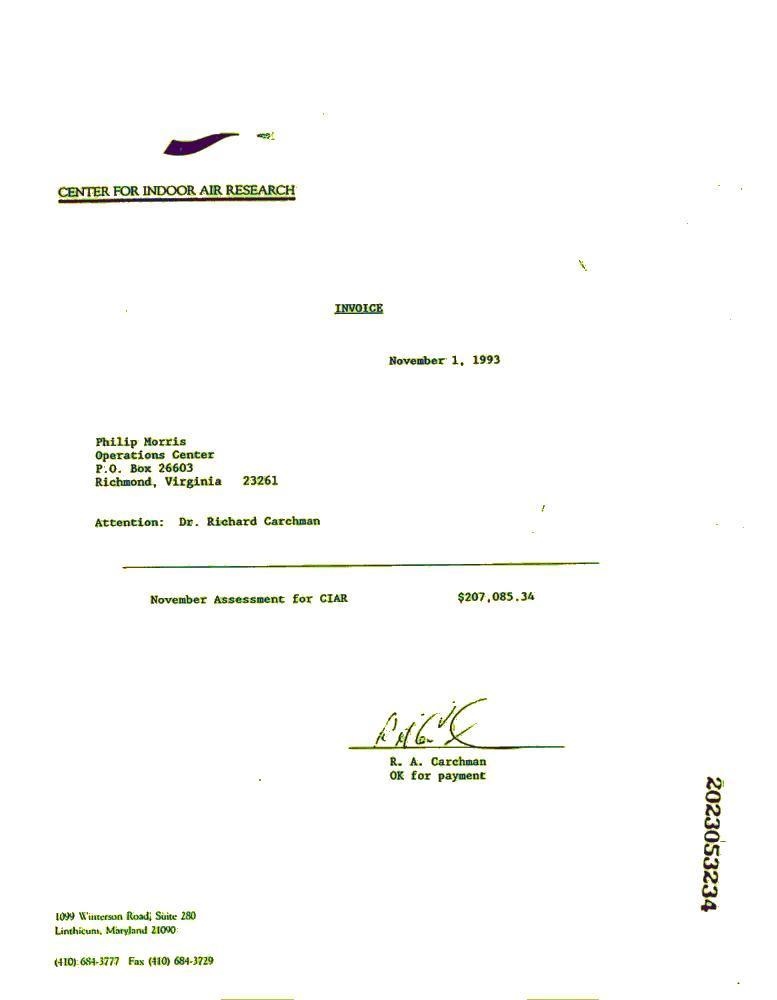 CENTER FOR INDOOR AIR RESEARCH
INVOICE
November 1, 1993
Philip Morris
Operations Center
P.O. Box 26603
Richmond, Virginia 23261
Attention: Dr. Richard Carchman
November Assessment for CIAR $207,085.34
R. A. Carchman
OK for payment
2023053234
1099 Winterson Road, Suite 280
Linthicum, Maryland 21090
(410) 684-3777 Fax (410) 684-3729